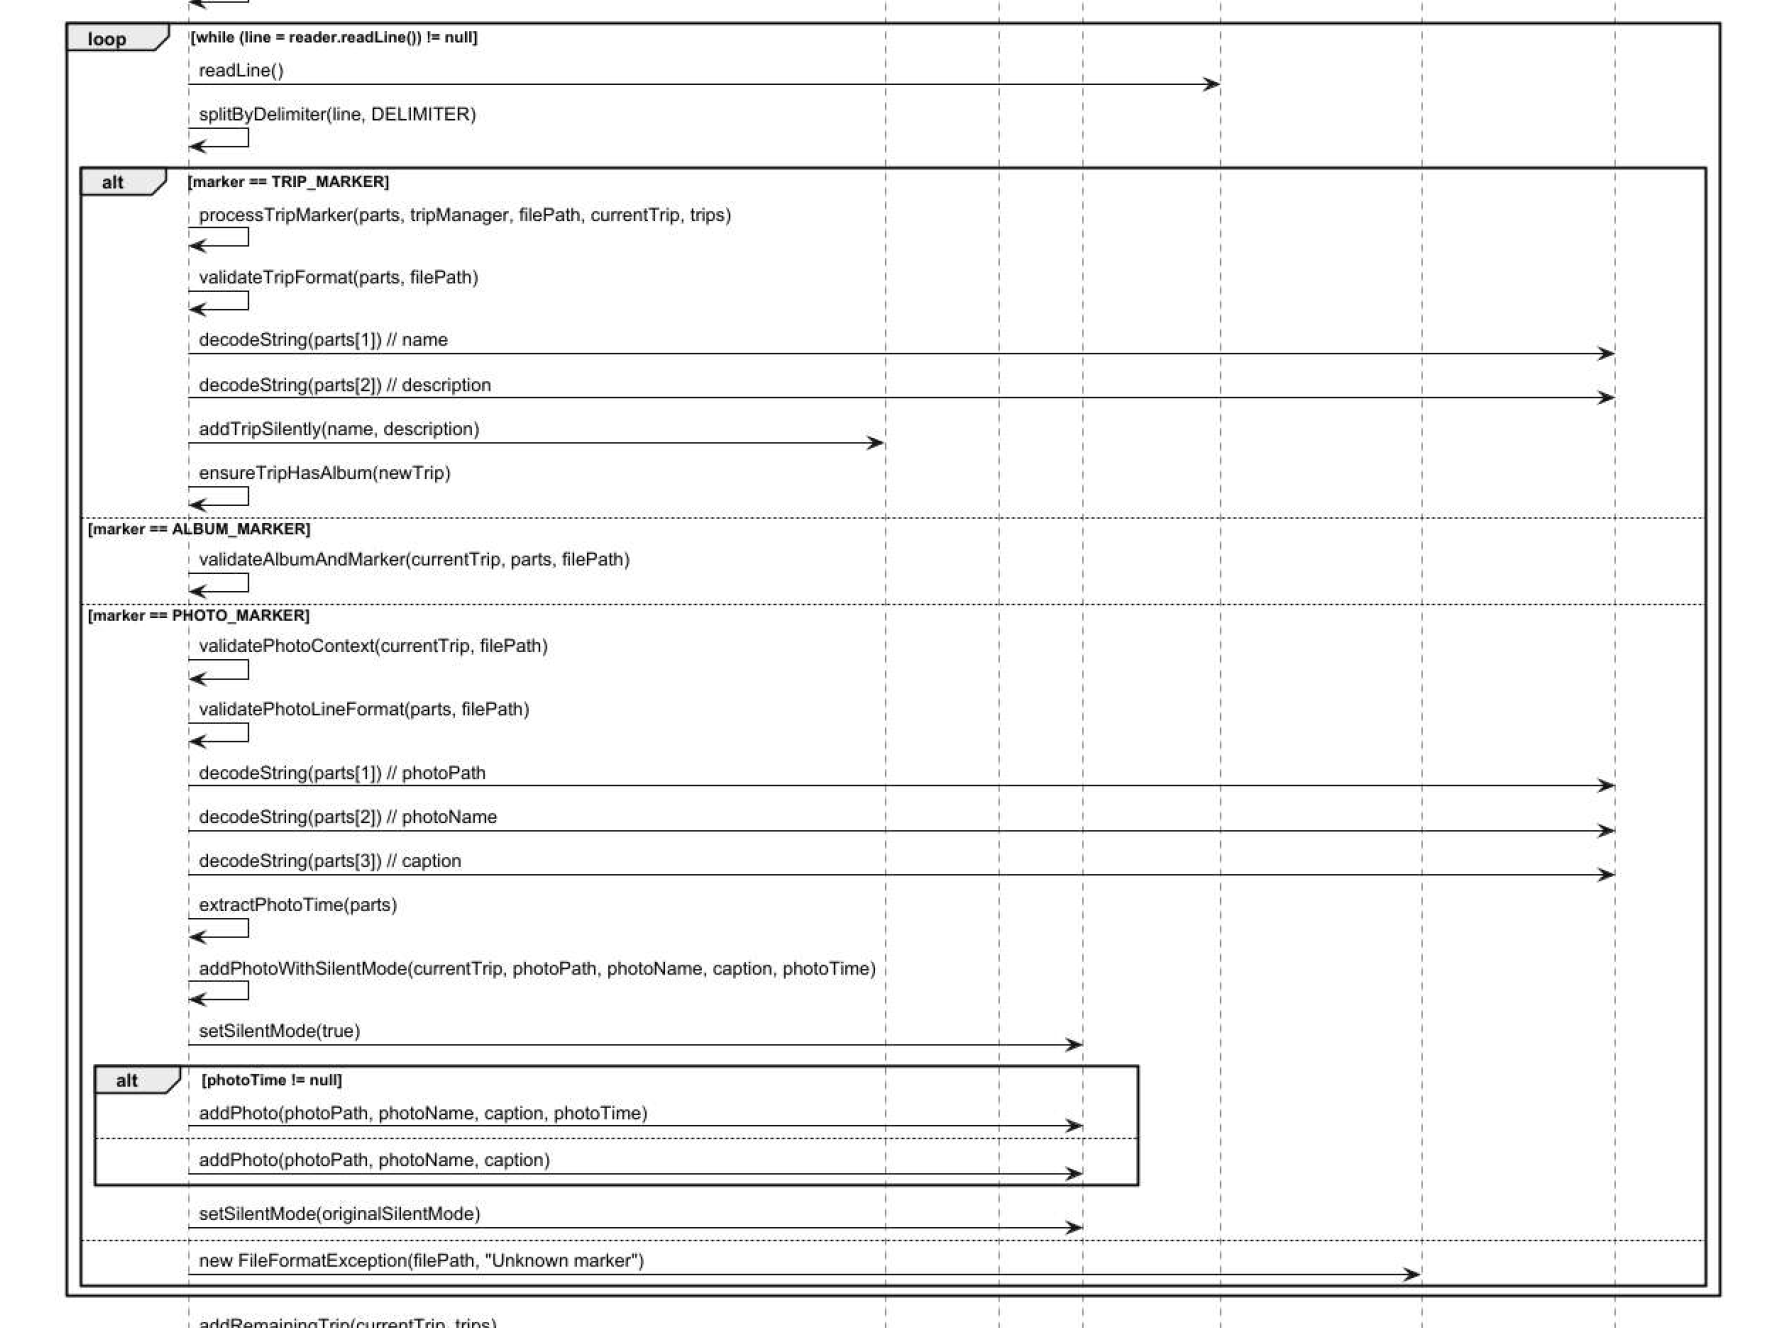 loop [while (line = reader.readLine()) != null]
readLine()
splitByDelimiter(line, DELIMITER)
alt [marker == TRIP_MARKER]
processTripMarker(parts, tripManager, filePath, currentTrip, trips)
validateTripFormat(parts, filePath)
decodeString(parts[1]) // name
decodeString(parts[2]) // description
addTripSilently(name, description)
ensureTripHasAlbum(newTrip)
[marker == ALBUM_MARKER]
validateAlbumAndMarker(currentTrip, parts, filePath)
[marker == PHOTO_MARKER]
validatePhotoContext(currentTrip, filePath)
validatePhotoLineFormat(parts, filePath)
decodeString(parts[1]) // photoPath
decodeString(parts[2]) // photoName
decodeString(parts[3]) // caption
extractPhotoTime(parts)
addPhotoWithSilentMode(currentTrip, photoPath, photoName, caption, photoTime)
setSilentMode(true)
alt [photoTime != null]
addPhoto(photoPath, photoName, caption, photoTime)
addPhoto(photoPath, photoName, caption)
setSilentMode(originalSilentMode)
new FileFormatException(filePath, "Unknown marker")
addRemainingTrip(currentTrip, trips)